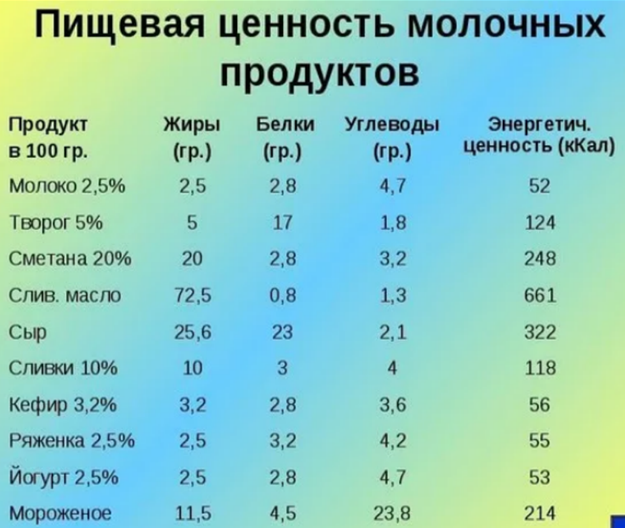 Пищевая ценность молочных
продуктов
Продукт Жиры Белки Углеводы Энергетич.
в 100 гр. (гр.) (гр.) (гр.) ценность (кКал)
Молоко 2,5% 2,5 2,8 4,7 52
Творог 5% 5 17 1,8 124
Сметана 20% 20 2,8 3,2 248
Слив. масло 72,5 0,8 1,3 661
Сыр 25,6 23 2,1 322
Сливки 10% 10 3 4 118
Кефир 3,2% 3,2 2,8 3,6 56
Ряженка 2,5% 2,5 3,2 4,2 55
Йогурт 2,5% 2,5 2,8 4,7 53
Мороженое 11,5 4,5 23,8 214